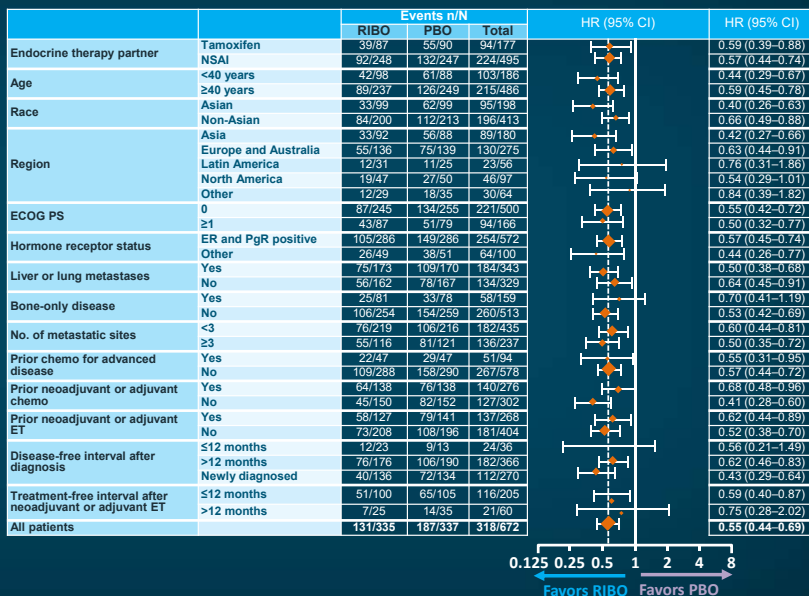 Events n/N HR (95% CI) HR (95% CI)
RIBO PBO Total
Endocrine therapy partner Tamoxifen 39/87 55/90 94/177 0.59 (0.39–0.88)
NSAI 92/248 132/247 224/495 0.57 (0.44–0.74)
Age <40 years 42/98 61/88 103/186 0.44 (0.29–0.67)
≥40 years 89/237 126/249 215/486 0.59 (0.45–0.78)
Race Asian 33/99 62/99 95/198 0.40 (0.26–0.63)
Non-Asian 84/200 112/213 196/413 0.66 (0.49–0.88)
Region Asia 33/92 56/88 89/180 0.42 (0.27–0.66)
Europe and Australia 55/136 75/139 130/275 0.63 (0.44–0.91)
Latin America 12/31 11/25 23/56 0.76 (0.31–1.86)
North America 19/47 27/50 46/97 0.54 (0.29–1.01)
Other 12/29 18/35 30/64 0.84 (0.39–1.82)
ECOG PS 0 87/245 134/255 221/500 0.55 (0.42–0.72)
≥1 43/87 51/79 94/166 0.50 (0.32–0.77)
Hormone receptor status ER and PgR positive 105/286 149/286 254/572 0.57 (0.45–0.74)
Other 26/49 38/51 64/100 0.44 (0.26–0.77)
Liver or lung metastases Yes 75/173 109/170 184/343 0.50 (0.38–0.68)
No 56/162 78/167 134/329 0.64 (0.45–0.91)
Bone-only disease Yes 25/81 33/78 58/159 0.70 (0.41–1.19)
No 106/254 154/259 260/513 0.53 (0.42–0.69)
No. of metastatic sites <3 76/219 106/216 182/435 0.60 (0.44–0.81)
≥3 55/116 81/121 136/237 0.50 (0.35–0.72)
Prior chemo for advanced disease Yes 22/47 29/47 51/94 0.55 (0.31–0.95)
No 109/288 158/290 267/578 0.57 (0.44–0.72)
Prior neoadjuvant or adjuvant chemo Yes 64/138 76/138 140/276 0.68 (0.48–0.96)
No 45/150 82/152 127/302 0.41 (0.28–0.60)
Prior neoadjuvant or adjuvant ET Yes 58/127 79/141 137/268 0.62 (0.44–0.89)
No 73/208 108/196 181/404 0.52 (0.38–0.70)
Disease-free interval after diagnosis ≤12 months 12/23 9/13 24/36 0.56 (0.21–1.49)
>12 months 76/176 106/190 182/366 0.62 (0.46–0.83)
Newly diagnosed 40/136 72/134 112/270 0.43 (0.29–0.64)
Treatment-free interval after neoadjuvant or adjuvant ET ≤12 months 51/100 65/105 116/205 0.59 (0.40–0.87)
>12 months 7/25 14/35 21/60 0.75 (0.28–2.02)
All patients 131/335 187/337 318/672 0.55 (0.44–0.69)
0.125 0.25 0.5 1 2 4 8
Favors RIBO Favors PBO